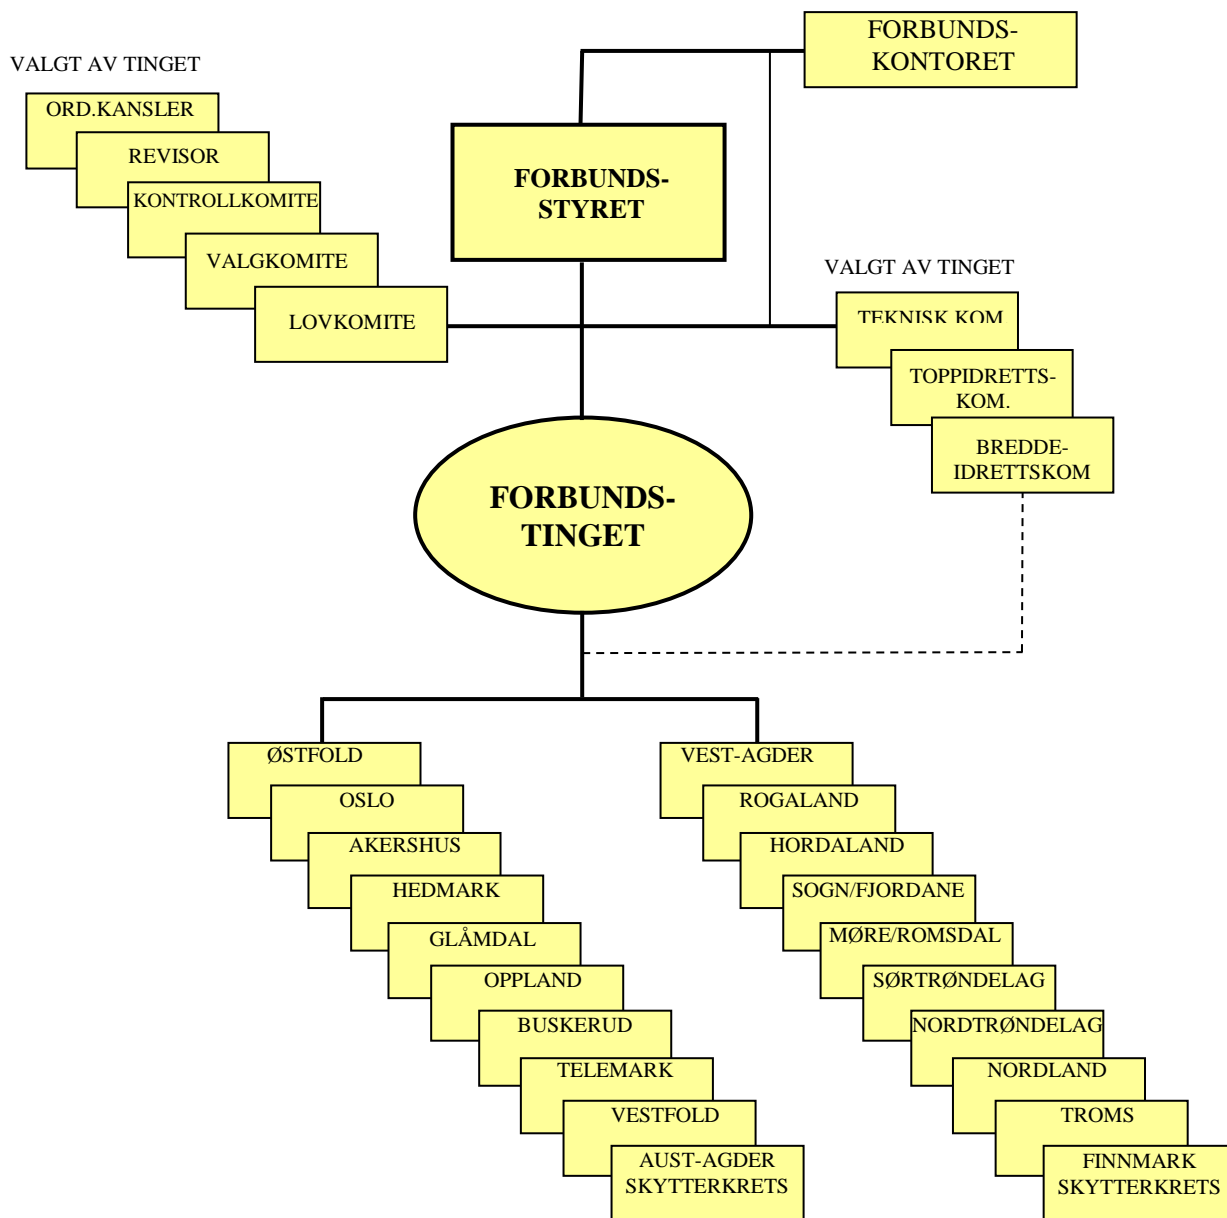 FORBUNDS-
KONTORET
VALGT AV TINGET
ORD.KANSLER
REVISOR
KONTROLLKOMITE
VALGKOMITE
LOVKOMITE
FORBUNDS-
STYRET
VALGT AV TINGET
TEKNISK KOM
TOPPIDRETTS-
KOM.
BREDDE-
IDRETTSKOM
FORBUNDS-
TINGET
ØSTFOLD
OSLO
AKERSHUS
HEDMARK
GLÅMDAL
OPPLAND
BUSKERUD
TELEMARK
VESTFOLD
AUST-AGDER
SKYTTERKRETS
VEST-AGDER
ROGALAND
HORDALAND
SOGN/FJORDANE
MØRE/ROMSDAL
SØRTRØNDELAG
NORDTRØNDELAG
NORDLAND
TROMS
FINNMARK
SKYTTERKRETS